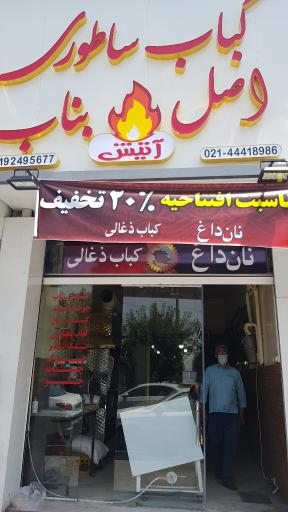 کباب ساطوری
اصل بناب
آتیش
192495677
021-44418986
اسبت افتتاحیه ۲۰٪ تخفیف
نان داغ کباب ذغالی
نان داغ کباب ذغالی